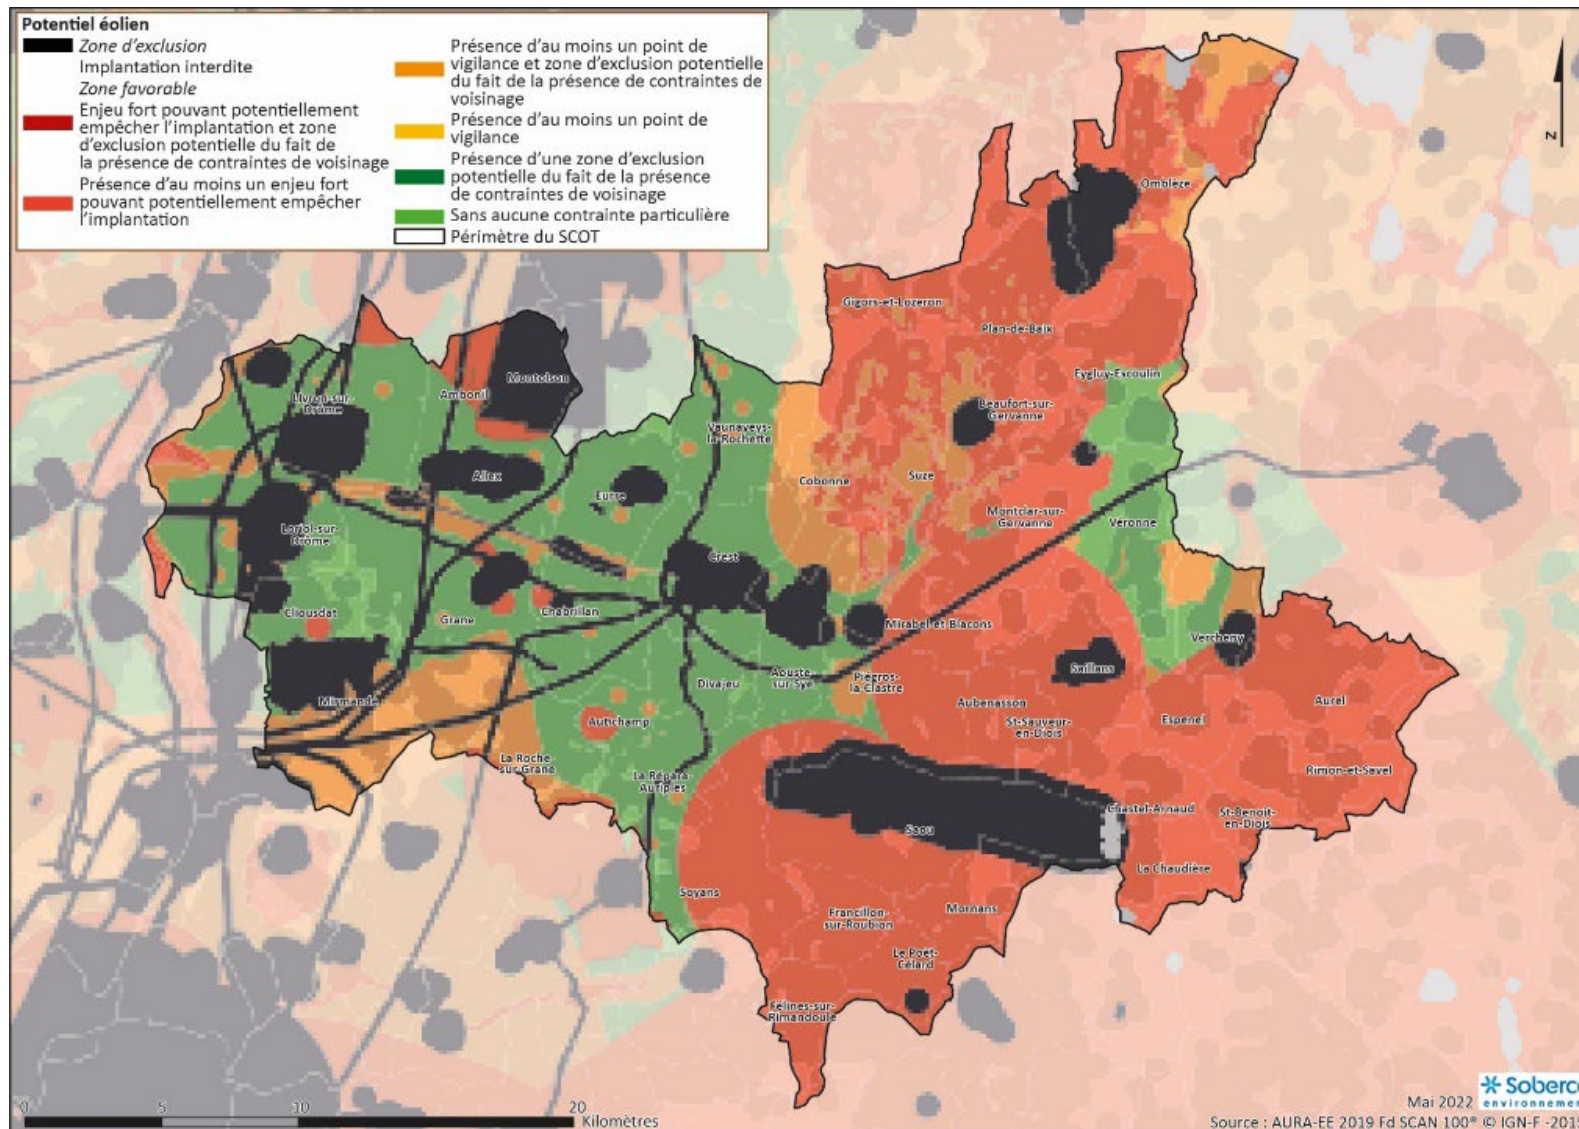 Potentiel éolien
Zone d'exclusion
Implantation interdite
Zone favorable
Enjeu fort pouvant potentiellement
empêcher l'implantation et zone
d'exclusion potentielle du fait de
la présence de contraintes de voisinage
Présence d'au moins un enjeu fort
pouvant potentiellement empêcher
l'implantation
Présence d'au moins un point de
vigilance et zone d'exclusion potentielle
du fait de la présence de contraintes de
voisinage
Présence d'au moins un point de
vigilance
Présence d'une zone d'exclusion
potentielle du fait de la présence
de contraintes de voisinage
Sans aucune contrainte particulière
Périmètre du SCOT
N
Omblèze
Gigors-et-Lozeron
Plan-de-Baix
Eygluy-Escoulin
Montoison
Ambonil
Livron-sur-
Drôme
Beaufort-sur-
Gervanne
Vaunaveys-
la-Rochette
Allex
Eurre
Cobonne
Suze
Montclar-sur-
Gervanne
Véronne
Loriol-sur-
Drôme
Crest
Cliousdat
Grane
Chabrillan
Mirabel-et-Blacons
Vercheny
Saillans
Mirmande
Divajeu
Aouste-
sur-Sye
Piégros-
la-Clastre
Aubenasson
St-Sauveur-
en-Diois
Espenel
Aurel
Autichamp
La Roche-
sur-Grane
La Répara-
Auriples
Rimon-et-Savel
Chastel-Arnaud
St-Benoit-
en-Diois
Saou
La Chaudière
Soyans
Francillon-
sur-Roubion
Mornans
Le Poët-
Célard
Félines-sur-
Rimandoule
0 5 10 20
Kilomètres
Soberco
environnement
Mai 2022
Source : AURA-EE 2019 Fd SCAN 100® © IGN-F -2015